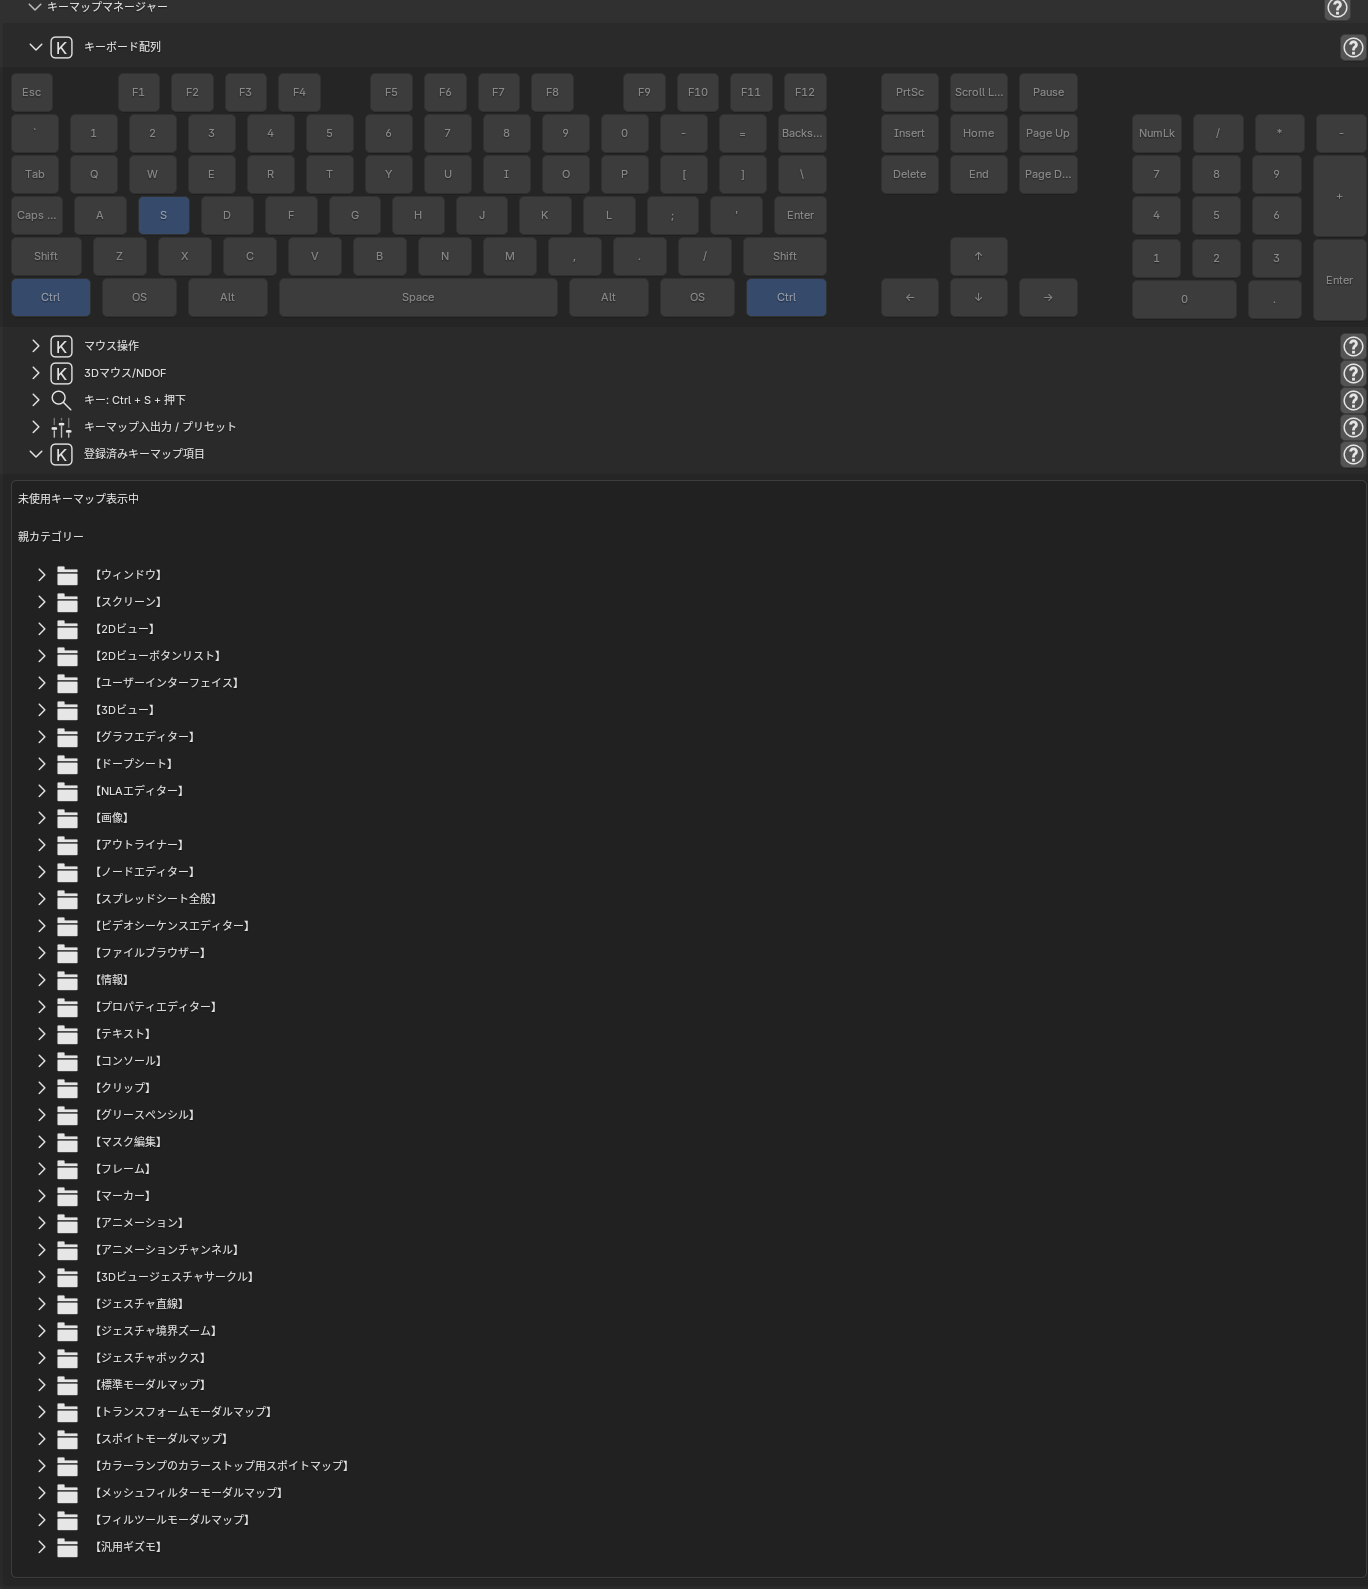 キーマップマネージャー
キーボード配列
Esc F1 F2 F3 F4 F5 F6 F7 F8 F9 F10 F11 F12 PrtSc Scroll L... Pause
` 1 2 3 4 5 6 7 8 9 0 - = Backs... Insert Home Page Up NumLk / * -
Tab Q W E R T Y U I O P [ ] \ Delete End Page D... 7 8 9 +
Caps ... A S D F G H J K L ; ' Enter 4 5 6
Shift Z X C V B N M , . / Shift ↑ 1 2 3 Enter
Ctrl OS Alt Space Alt OS Ctrl ← ↓ → 0 .
マウス操作
3Dマウス/NDOF
キー: Ctrl + S + 押下
キーマップ入出力 / プリセット
登録済みキーマップ項目
未使用キーマップ表示中
親カテゴリー
【ウィンドウ】
【スクリーン】
【2Dビュー】
【2Dビューボタンリスト】
【ユーザーインターフェイス】
【3Dビュー】
【グラフエディター】
【ドープシート】
【NLAエディター】
【画像】
【アウトライナー】
【ノードエディター】
【スプレッドシート全般】
【ビデオシーケンスエディター】
【ファイルブラウザー】
【情報】
【プロパティエディター】
【テキスト】
【コンソール】
【クリップ】
【グリースペンシル】
【マスク編集】
【フレーム】
【マーカー】
【アニメーション】
【アニメーションチャンネル】
【3Dビュージェスチャサークル】
【ジェスチャ直線】
【ジェスチャ境界ズーム】
【ジェスチャボックス】
【標準モーダルマップ】
【トランスフォームモーダルマップ】
【スポイトモーダルマップ】
【カラーランプのカラーストップ用スポイトマップ】
【メッシュフィルターモーダルマップ】
【フィルツールモーダルマップ】
【汎用ギズモ】